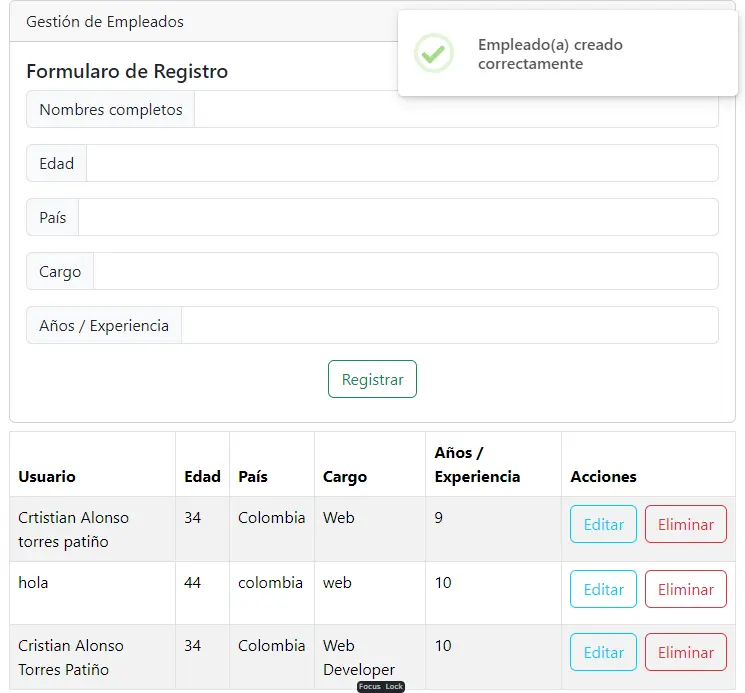 Gestión de Empleados
Empleado(a) creado
correctamente
Formularo de Registro
Nombres completos
Edad
País
Cargo
Años / Experiencia
Registrar
Usuario Edad País Cargo Años / Experiencia Acciones
Crtistian Alonso torres patiño 34 Colombia Web 9 Editar Eliminar
hola 44 colombia web 10 Editar Eliminar
Cristian Alonso Torres Patiño 34 Colombia Web Developer 10 Editar Eliminar
Focus Lock